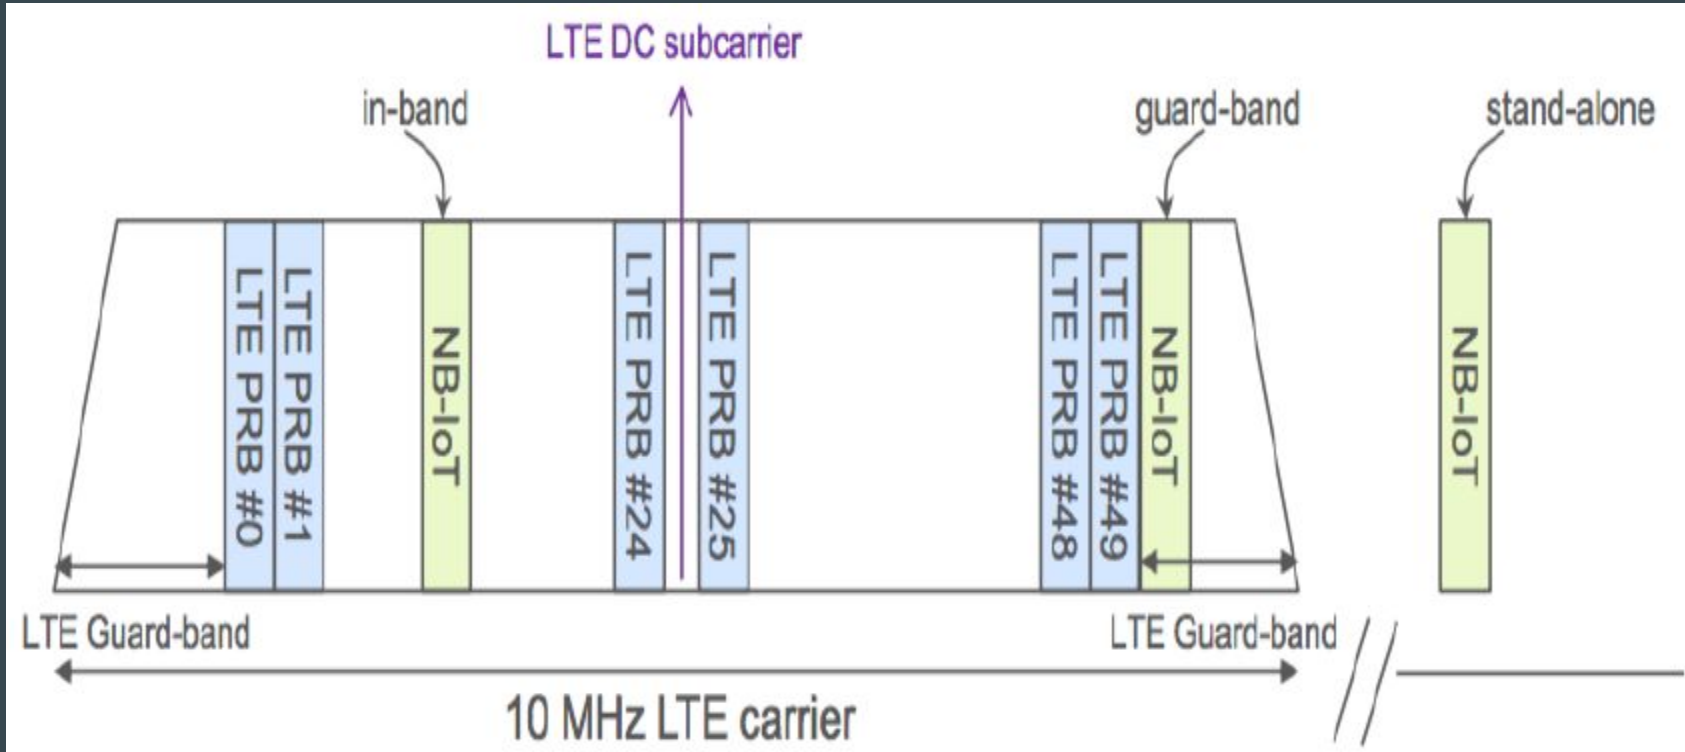 LTE DC subcarrier
in-band
guard-band
stand-alone
LTE PRB #0
LTE PRB #1
NB-IoT
LTE PRB #24
LTE PRB #25
LTE PRB #48
LTE PRB #49
NB-IoT
NB-IoT
LTE Guard-band
LTE Guard-band
10 MHz LTE carrier